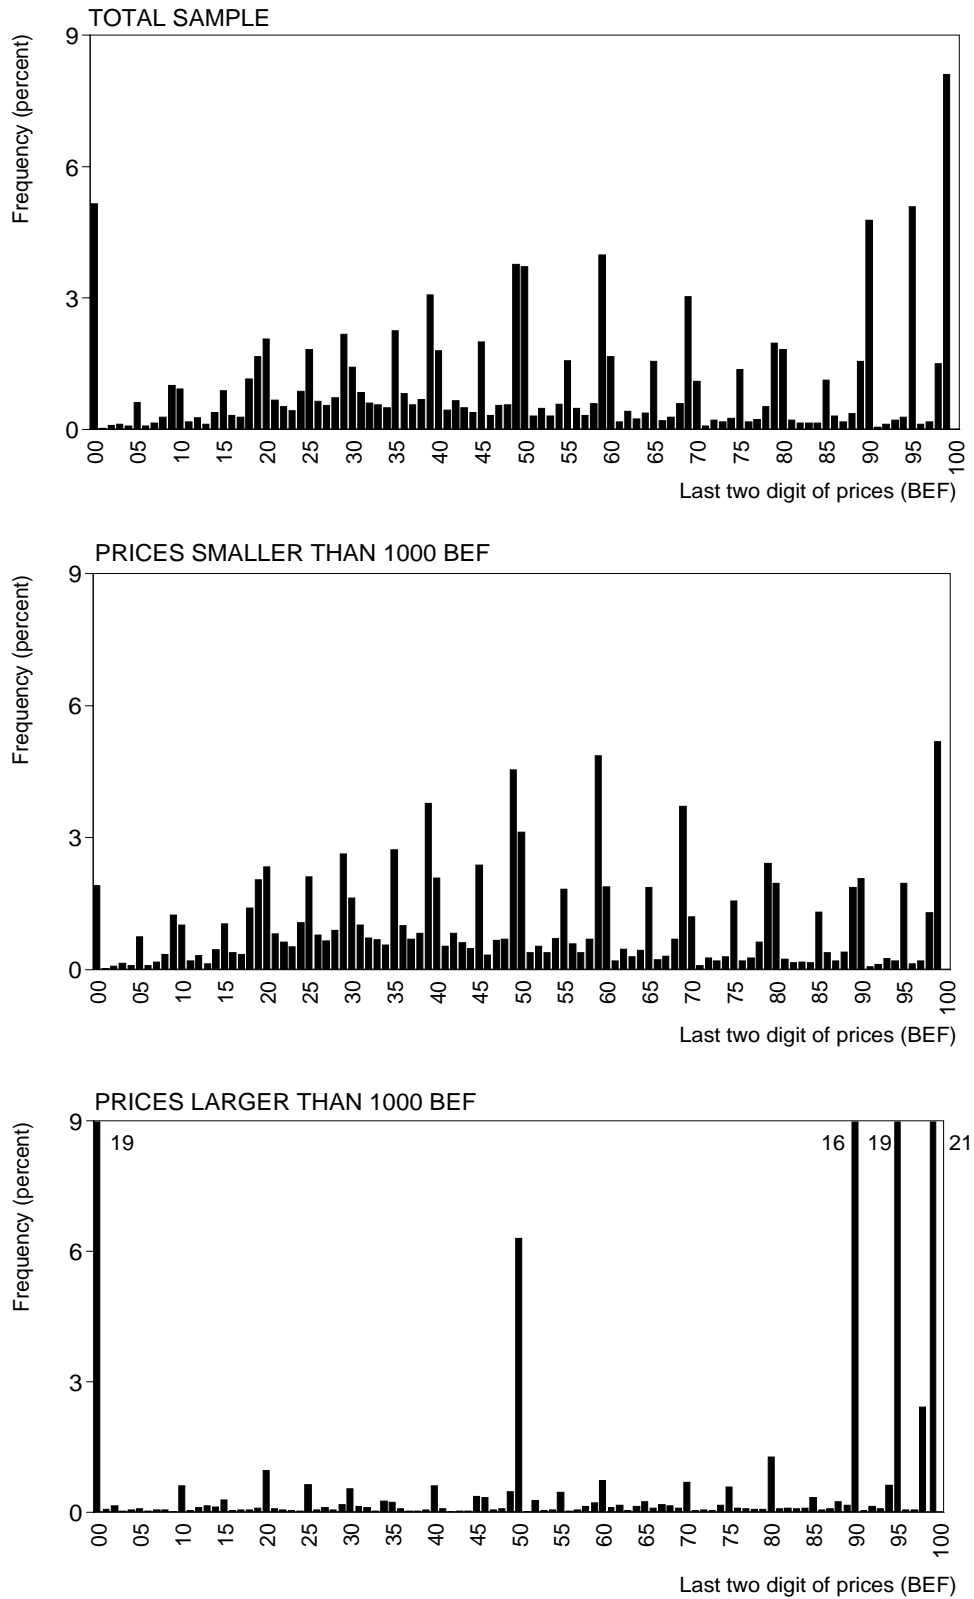 TOTAL SAMPLE
Frequency (percent)
9
6
3
0
00 05 10 15 20 25 30 35 40 45 50 55 60 65 70 75 80 85 90 95 100
Last two digit of prices (BEF)
PRICES SMALLER THAN 1000 BEF
Frequency (percent)
9
6
3
0
00 05 10 15 20 25 30 35 40 45 50 55 60 65 70 75 80 85 90 95 100
Last two digit of prices (BEF)
PRICES LARGER THAN 1000 BEF
Frequency (percent)
9
19 16 19 21
6
3
0
00 05 10 15 20 25 30 35 40 45 50 55 60 65 70 75 80 85 90 95 100
Last two digit of prices (BEF)